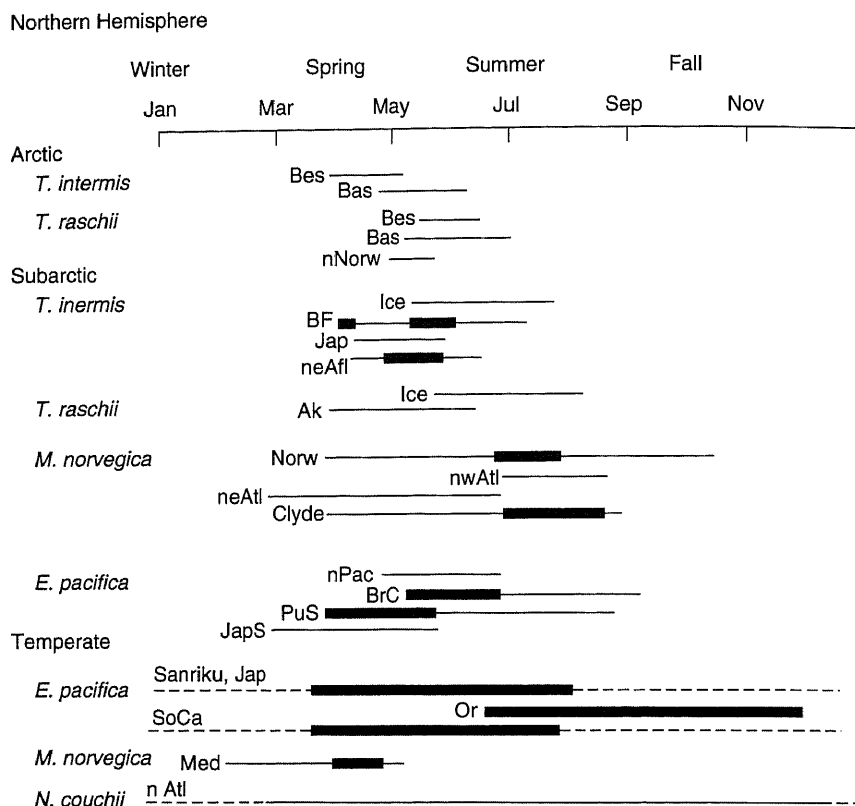 Northern Hemisphere
Winter Spring Summer Fall
Jan Mar May Jul Sep Nov
Arctic
T. intermis Bes
Bas
T. raschii Bes
Bas
nNorw
Subarctic
T. inermis Ice
BF
Jap
neAfl
Ice
T. raschii Ak
M. norvegica Norw
nwAtl
neAtl
Clyde
E. pacifica nPac
BrC
PuS
JapS
Temperate
Sanriku, Jap
E. pacifica
Or
SoCa
M. norvegica Med
n Atl
N. couchii